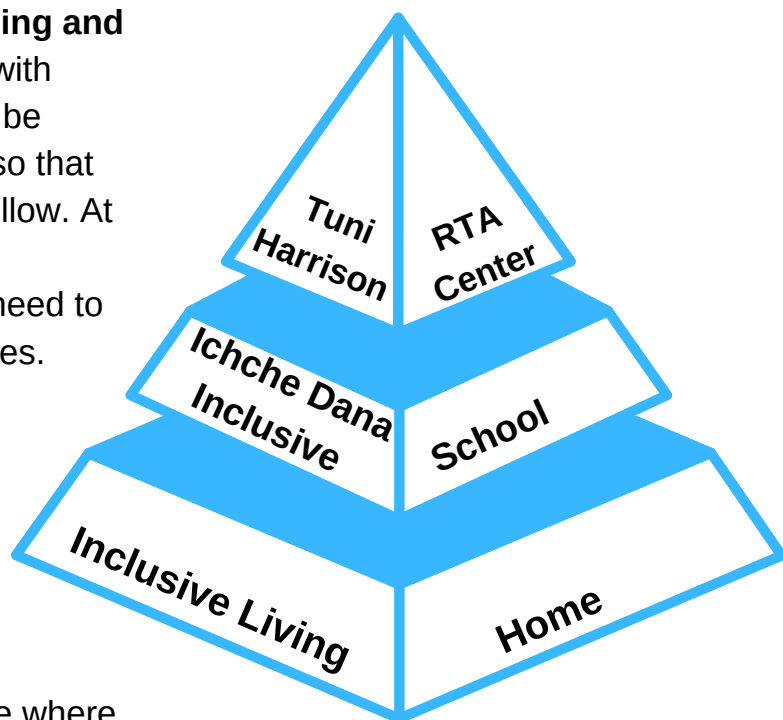 ing and
with
be
so that
llow. At
need to
es.
e where
Tuni
Harrison
RTA
Center
Ichche Dana
Inclusive
School
Inclusive Living
Home